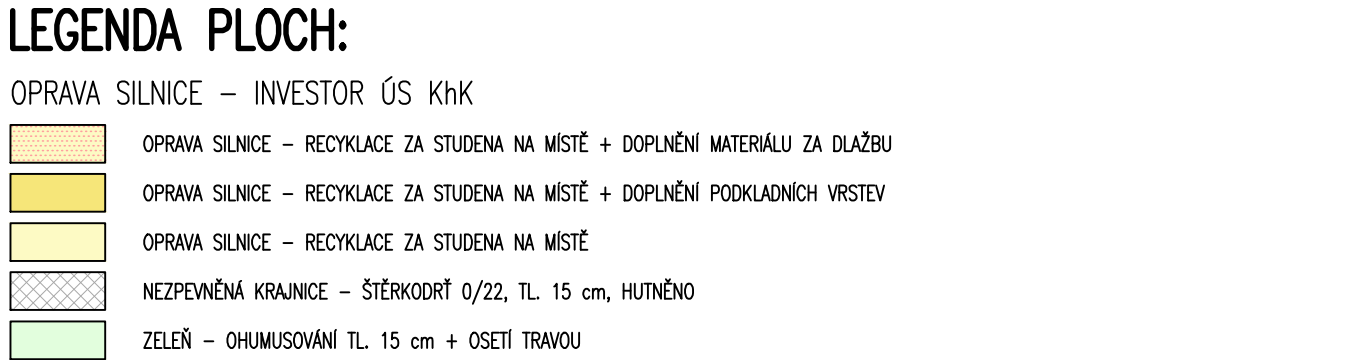 LEGENDA PLOCH:
OPRAVA SILNICE – INVESTOR ÚS KhK
OPRAVA SILNICE – RECYKLACE ZA STUDENA NA MÍSTĚ + DOPLNĚNÍ MATERIÁLU ZA DLAŽBU
OPRAVA SILNICE – RECYKLACE ZA STUDENA NA MÍSTĚ + DOPLNĚNÍ PODKLADNÍCH VRSTEV
OPRAVA SILNICE – RECYKLACE ZA STUDENA NA MÍSTĚ
NEZPEVNĚNÁ KRAJNICE – ŠTĚRKODRŤ 0/22, TL. 15 cm, HUTNĚNO
ZELEŇ – OHUMUSOVÁNÍ TL. 15 cm + OSETÍ TRAVOU